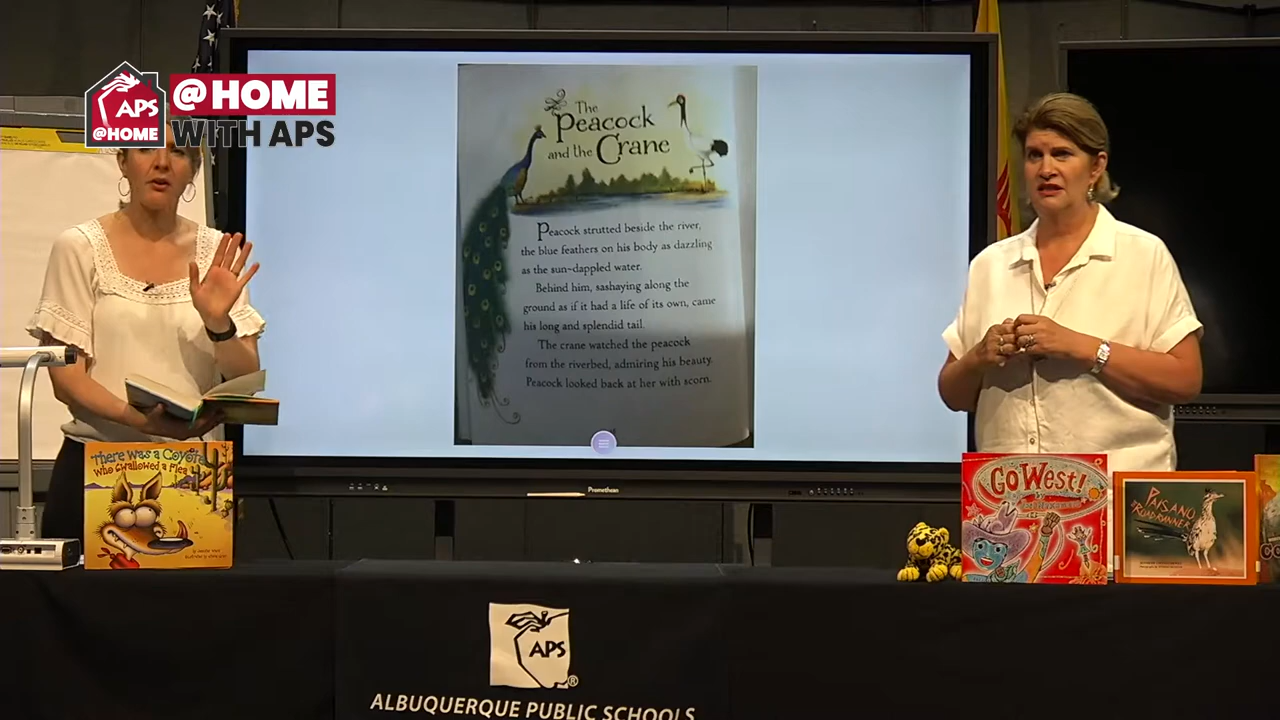 @HOME
WITH APS
APS
@HOME
The
Peacock
and the Crane
Peacock strutted beside the river,
the blue feathers on his body as dazzling
as the sun-dappled water.
Behind him, sashaying along the
ground as if it had a life of its own, came
his long and splendid tail.
The crane watched the peacock
from the riverbed, admiring his beauty.
Peacock looked back at her with scorn.
Promethean
There was a Coyote
Who Swallowed a Flea
Go West!
Paisano
Roadrunner
APS
®
ALBUQUERQUE PUBLIC SCHOOLS